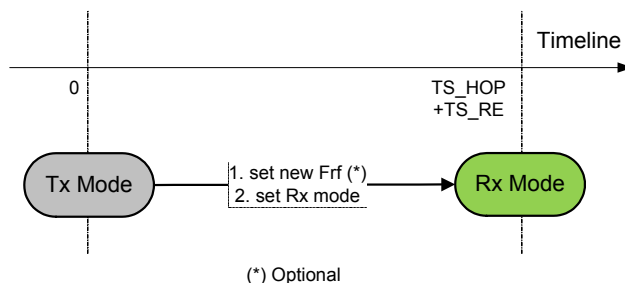 Timeline
0
TS_HOP
+TS_RE
Tx Mode
1. set new Frf (*)
2. set Rx mode
Rx Mode
(*) Optional